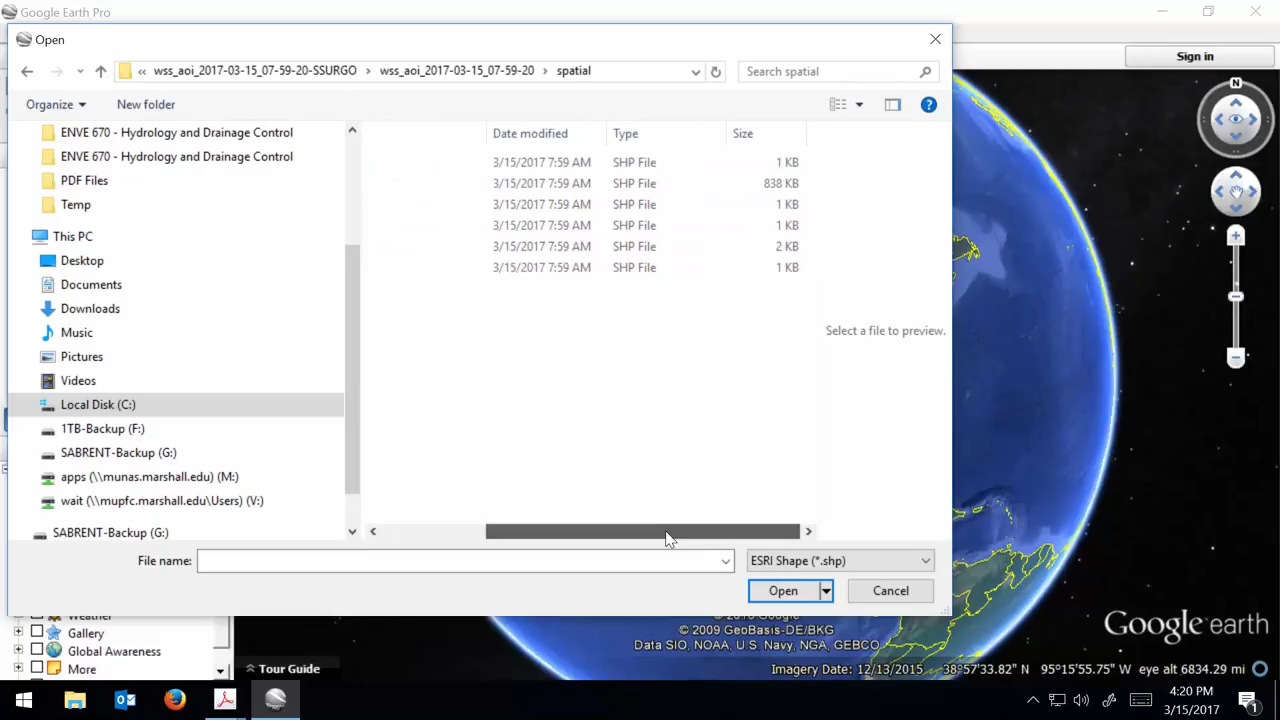 Google Earth Pro
Open
« wss_aoi_2017-03-15_07-59-20-SSURGO › wss_aoi_2017-03-15_07-59-20 › spatial
Search spatial
Sign in
Organize
New folder
N
ENVE 670 - Hydrology and Drainage Control
ENVE 670 - Hydrology and Drainage Control
PDF Files
Temp
This PC
Desktop
Documents
Downloads
Music
Pictures
Videos
Local Disk (C:)
1TB-Backup (F:)
SABRENT-Backup (G:)
apps (\\munas.marshall.edu) (M:)
wait (\\mupfc.marshall.edu\Users) (V:)
SABRENT-Backup (G:)
Date modified Type Size
3/15/2017 7:59 AM SHP File 1 KB
3/15/2017 7:59 AM SHP File 838 KB
3/15/2017 7:59 AM SHP File 1 KB
3/15/2017 7:59 AM SHP File 1 KB
3/15/2017 7:59 AM SHP File 2 KB
3/15/2017 7:59 AM SHP File 1 KB
Select a file to preview.
File name:
ESRI Shape (*.shp)
Open
Cancel
Weather
Gallery
Global Awareness
More
Tour Guide
© 2009 GeoBasis-DE/BKG
Data SIO, NOAA, U.S. Navy, NGA, GEBCO
Google earth
Imagery Date: 12/13/2015 38°57'33.82" N 95°15'55.75" W eye alt 6834.29 mi
4:20 PM
3/15/2017
1